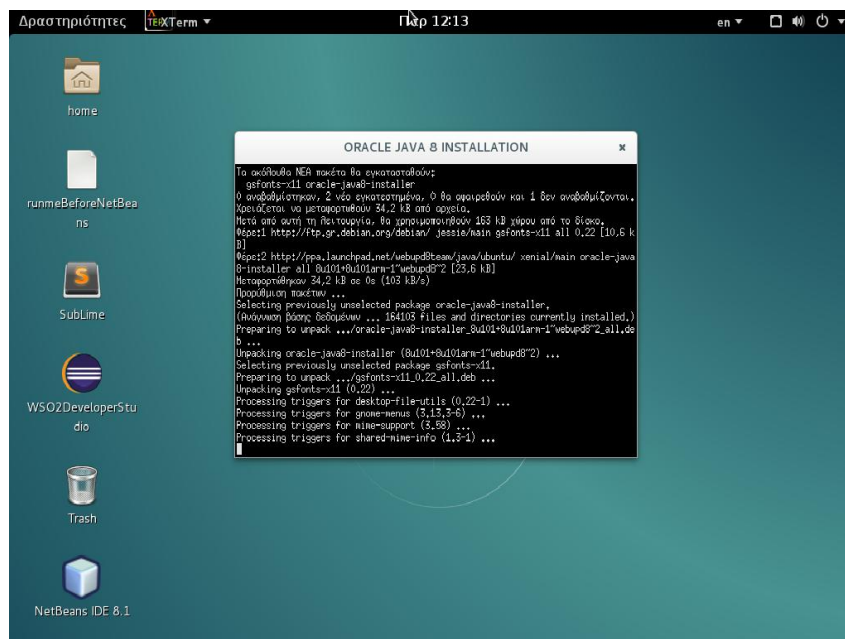 Δραστηριότητες
XTerm
Παρ 12:13
en
home
runmeBeforeNetBea
ns
SubLime
WSO2DeveloperStu
dio
Trash
NetBeans IDE 8.1
ORACLE JAVA 8 INSTALLATION
Τα ακόλουθα ΝΕΑ πακέτα θα εγκατασταθούν:
gsfonts-x11 oracle-java8-installer
0 αναβαθμίστηκαν, 2 νέο εγκατεστημένα, 0 θα αφαιρεθούν και 1 δεν αναβαθμίζονται.
Χρειάζεται να μεταφορτωθούν 34,2 kB από αρχεία.
Μετά από αυτή τη λειτουργία, θα χρησιμοποιηθούν 163 kB χώρου από το δίσκο.
Φέρε:1 http://ftp.gr.debian.org/debian/ jessie/main gsfonts-x11 all 0.22 [10,6 k
B]
Φέρε:2 http://ppa.launchpad.net/webupd8team/java/ubuntu/ xenial/main oracle-java
8-installer all 8u101+8u101arm-1~webupd8~2 [23,6 kB]
Μεταφορτώθηκαν 34,2 kB σε 0s (103 kB/s)
Προρύθμιση πακέτων ...
Selecting previously unselected package oracle-java8-installer.
(Ανάγνωση βάσης δεδομένων ... 164103 files and directories currently installed.)
Preparing to unpack .../oracle-java8-installer_8u101+8u101arm-1~webupd8~2_all.de
b ...
Unpacking oracle-java8-installer (8u101+8u101arm-1~webupd8~2) ...
Selecting previously unselected package gsfonts-x11.
Preparing to unpack .../gsfonts-x11_0.22_all.deb ...
Unpacking gsfonts-x11 (0.22) ...
Processing triggers for desktop-file-utils (0.22-1) ...
Processing triggers for gnome-menus (3.13.3-6) ...
Processing triggers for mime-support (3.58) ...
Processing triggers for shared-mime-info (1.3-1) ...